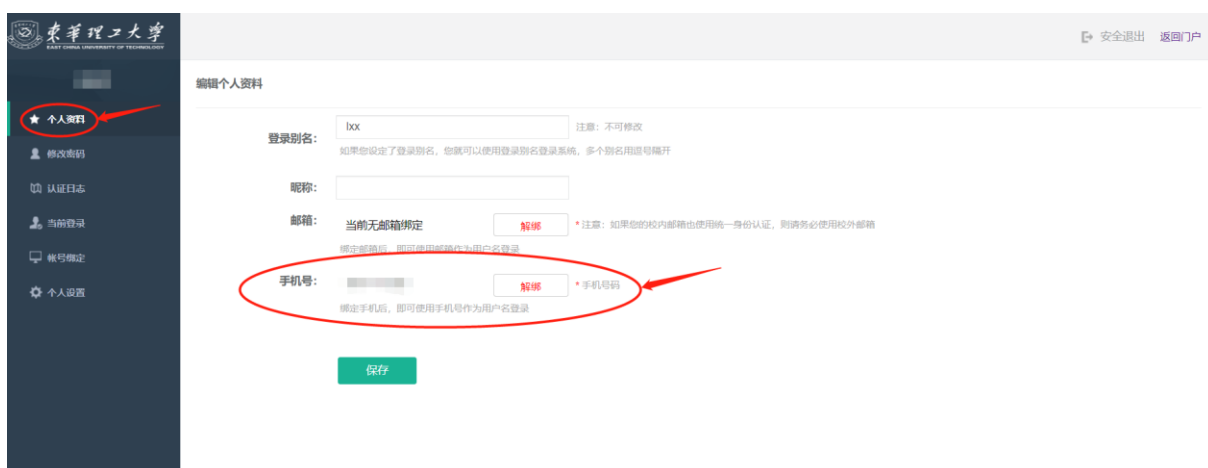 東華理工大学
EAST CHINA UNIVERSITY OF TECHNOLOGY
安全退出 返回门户
编辑个人资料
个人资料
修改密码
认证日志
当前登录
帐号绑定
个人设置
登录别名: lxx 注意：不可修改
如果您设定了登录别名，您就可以使用登录别名登录系统，多个别名用逗号隔开
昵称:
邮箱: 当前无邮箱绑定 解绑 *注意：如果您的校内邮箱也使用统一身份认证，则请务必使用校外邮箱
绑定邮箱后，即可使用邮箱作为用户名登录
手机号: 解绑 *手机号码
绑定手机后，即可使用手机号作为用户名登录
保存